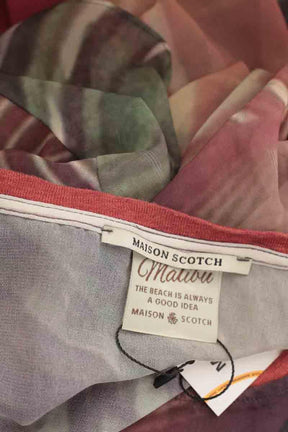 MAISON SCOTCH
Malibu
THE BEACH IS ALWAYS
A GOOD IDEA
MAISON SCOTCH